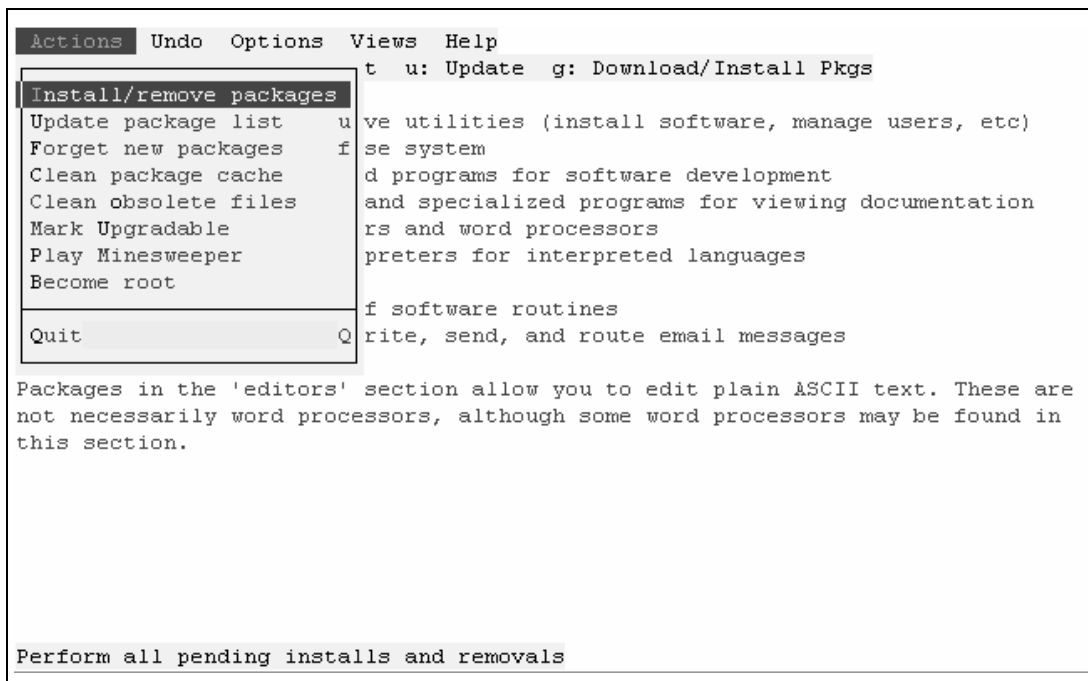 Actions Undo Options Views Help
t u: Update g: Download/Install Pkgs
Install/remove packages
Update package list u ve utilities (install software, manage users, etc)
Forget new packages f se system
Clean package cache d programs for software development
Clean obsolete files and specialized programs for viewing documentation
Mark Upgradable rs and word processors
Play Minesweeper preters for interpreted languages
Become root
f software routines
Quit Q rite, send, and route email messages
Packages in the 'editors' section allow you to edit plain ASCII text. These are
not necessarily word processors, although some word processors may be found in
this section.
Perform all pending installs and removals